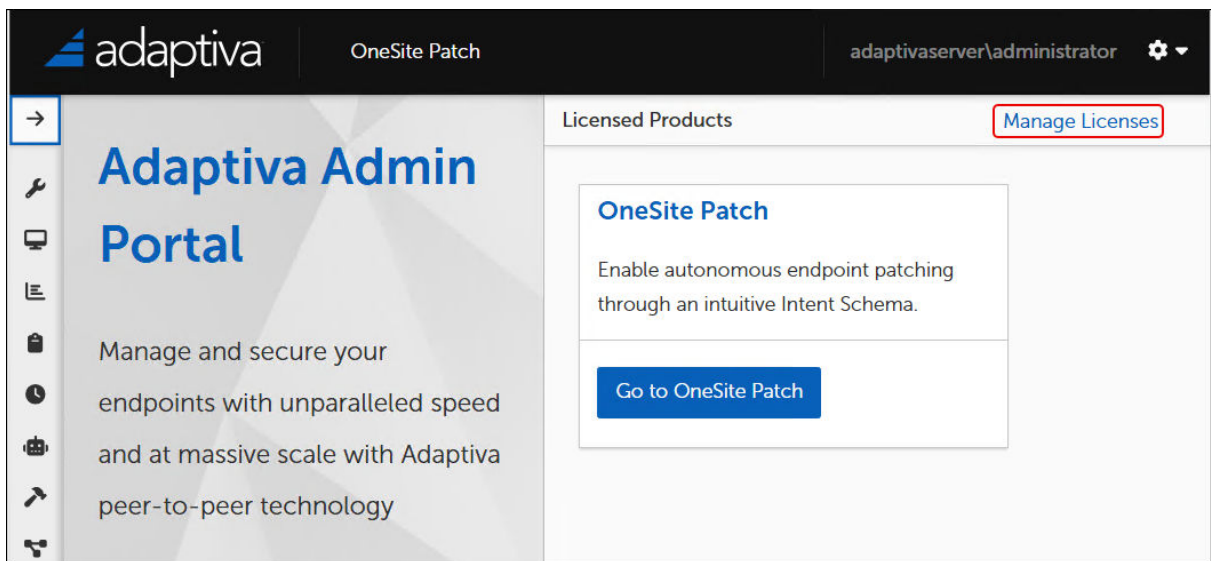 adaptiva
OneSite Patch
adaptivaserver\administrator
Licensed Products
Manage Licenses
Adaptiva Admin
Portal
Manage and secure your
endpoints with unparalleled speed
and at massive scale with Adaptiva
peer-to-peer technology
OneSite Patch
Enable autonomous endpoint patching
through an intuitive Intent Schema.
Go to OneSite Patch